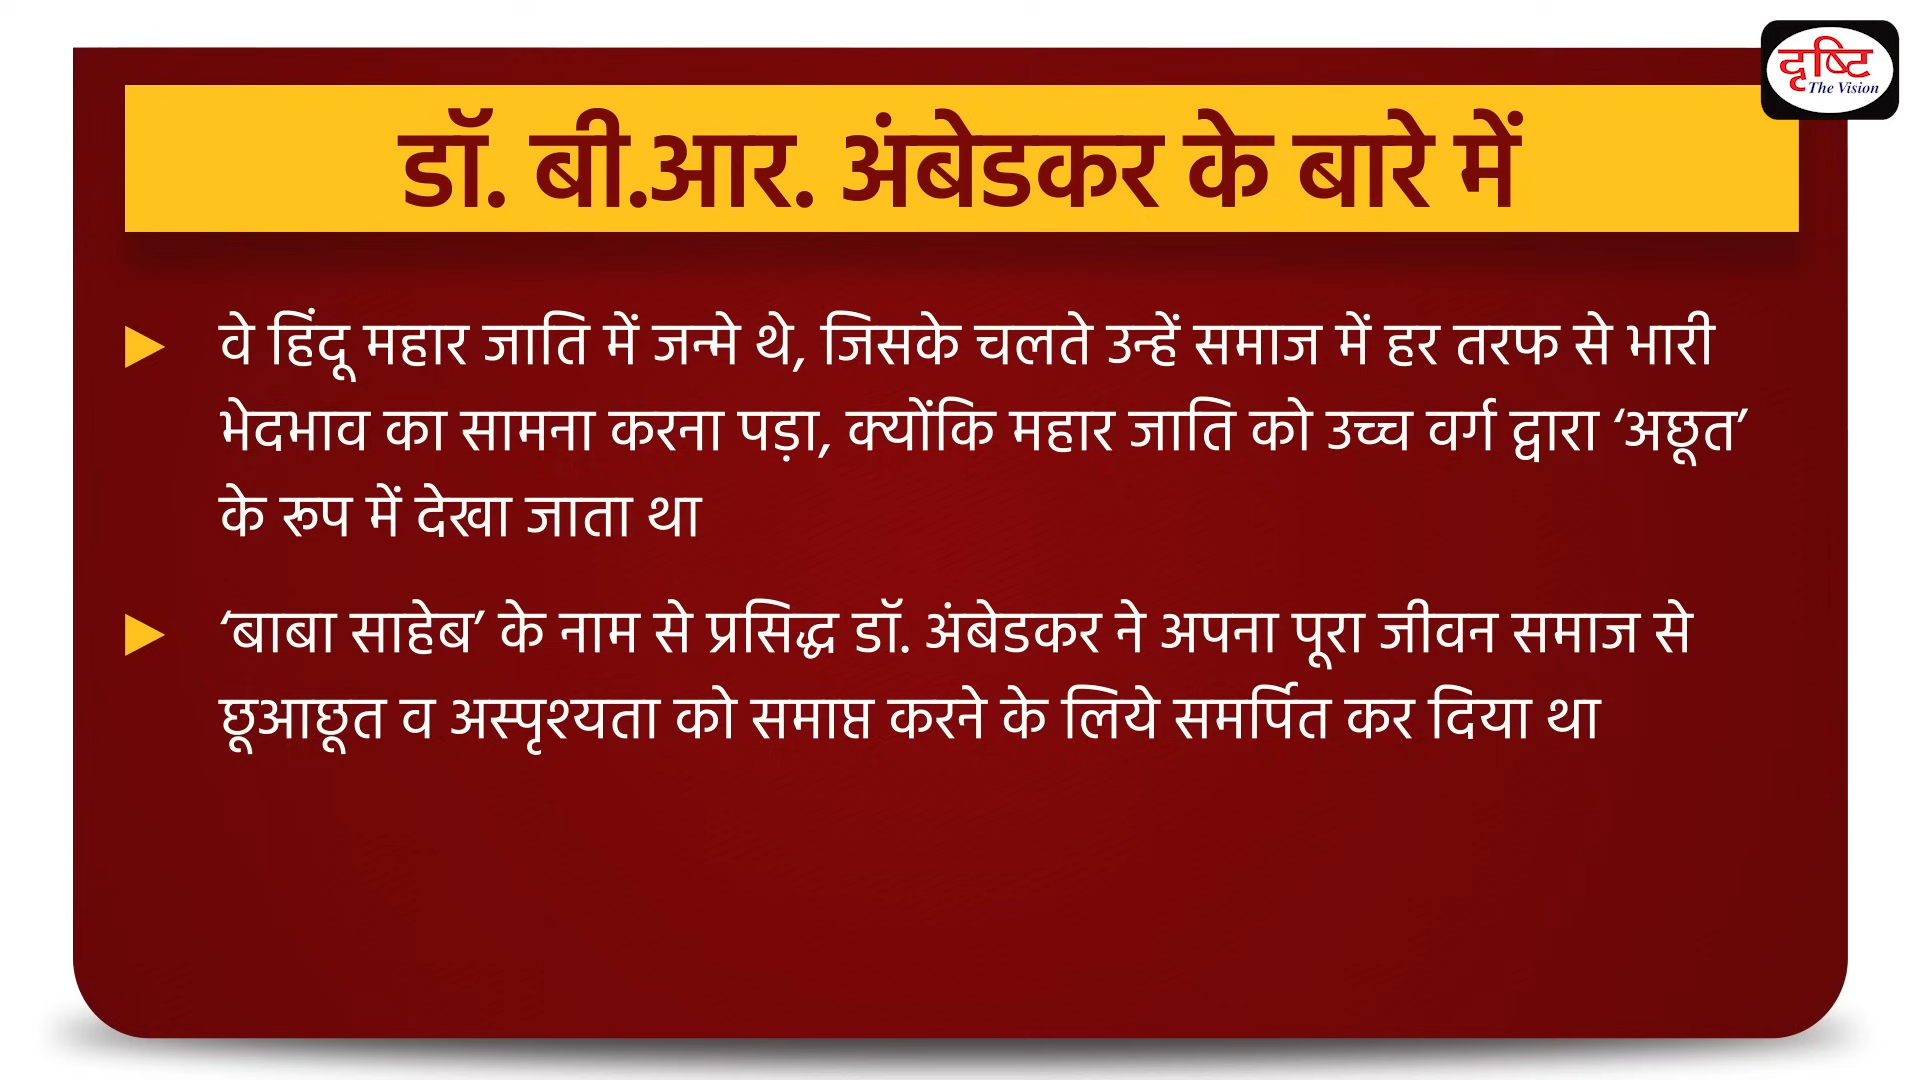 दृष्टि
The Vision
डॉ. बी.आर. अंबेडकर के बारे में
वे हिंदू महार जाति में जन्मे थे, जिसके चलते उन्हें समाज में हर तरफ से भारी
भेदभाव का सामना करना पड़ा, क्योंकि महार जाति को उच्च वर्ग द्वारा ‘अछूत’
के रूप में देखा जाता था
‘बाबा साहेब’ के नाम से प्रसिद्ध डॉ. अंबेडकर ने अपना पूरा जीवन समाज से
छूआछूत व अस्पृश्यता को समाप्त करने के लिये समर्पित कर दिया था